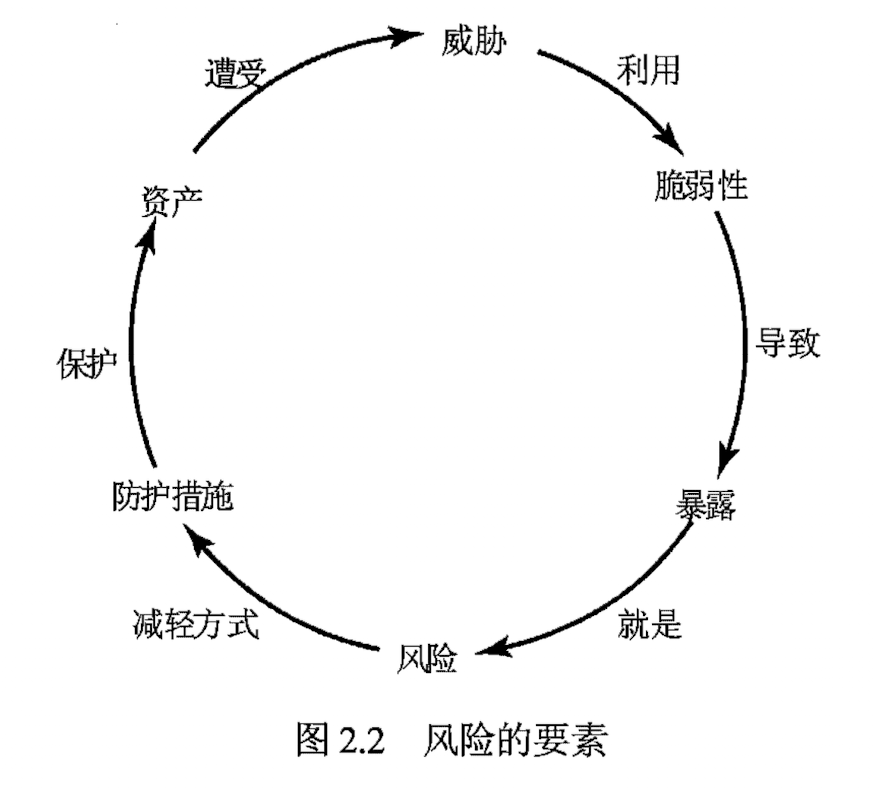 威胁
利用
脆弱性
导致
暴露
就是
风险
减轻方式
防护措施
保护
资产
遭受
图 2.2 风险的要素